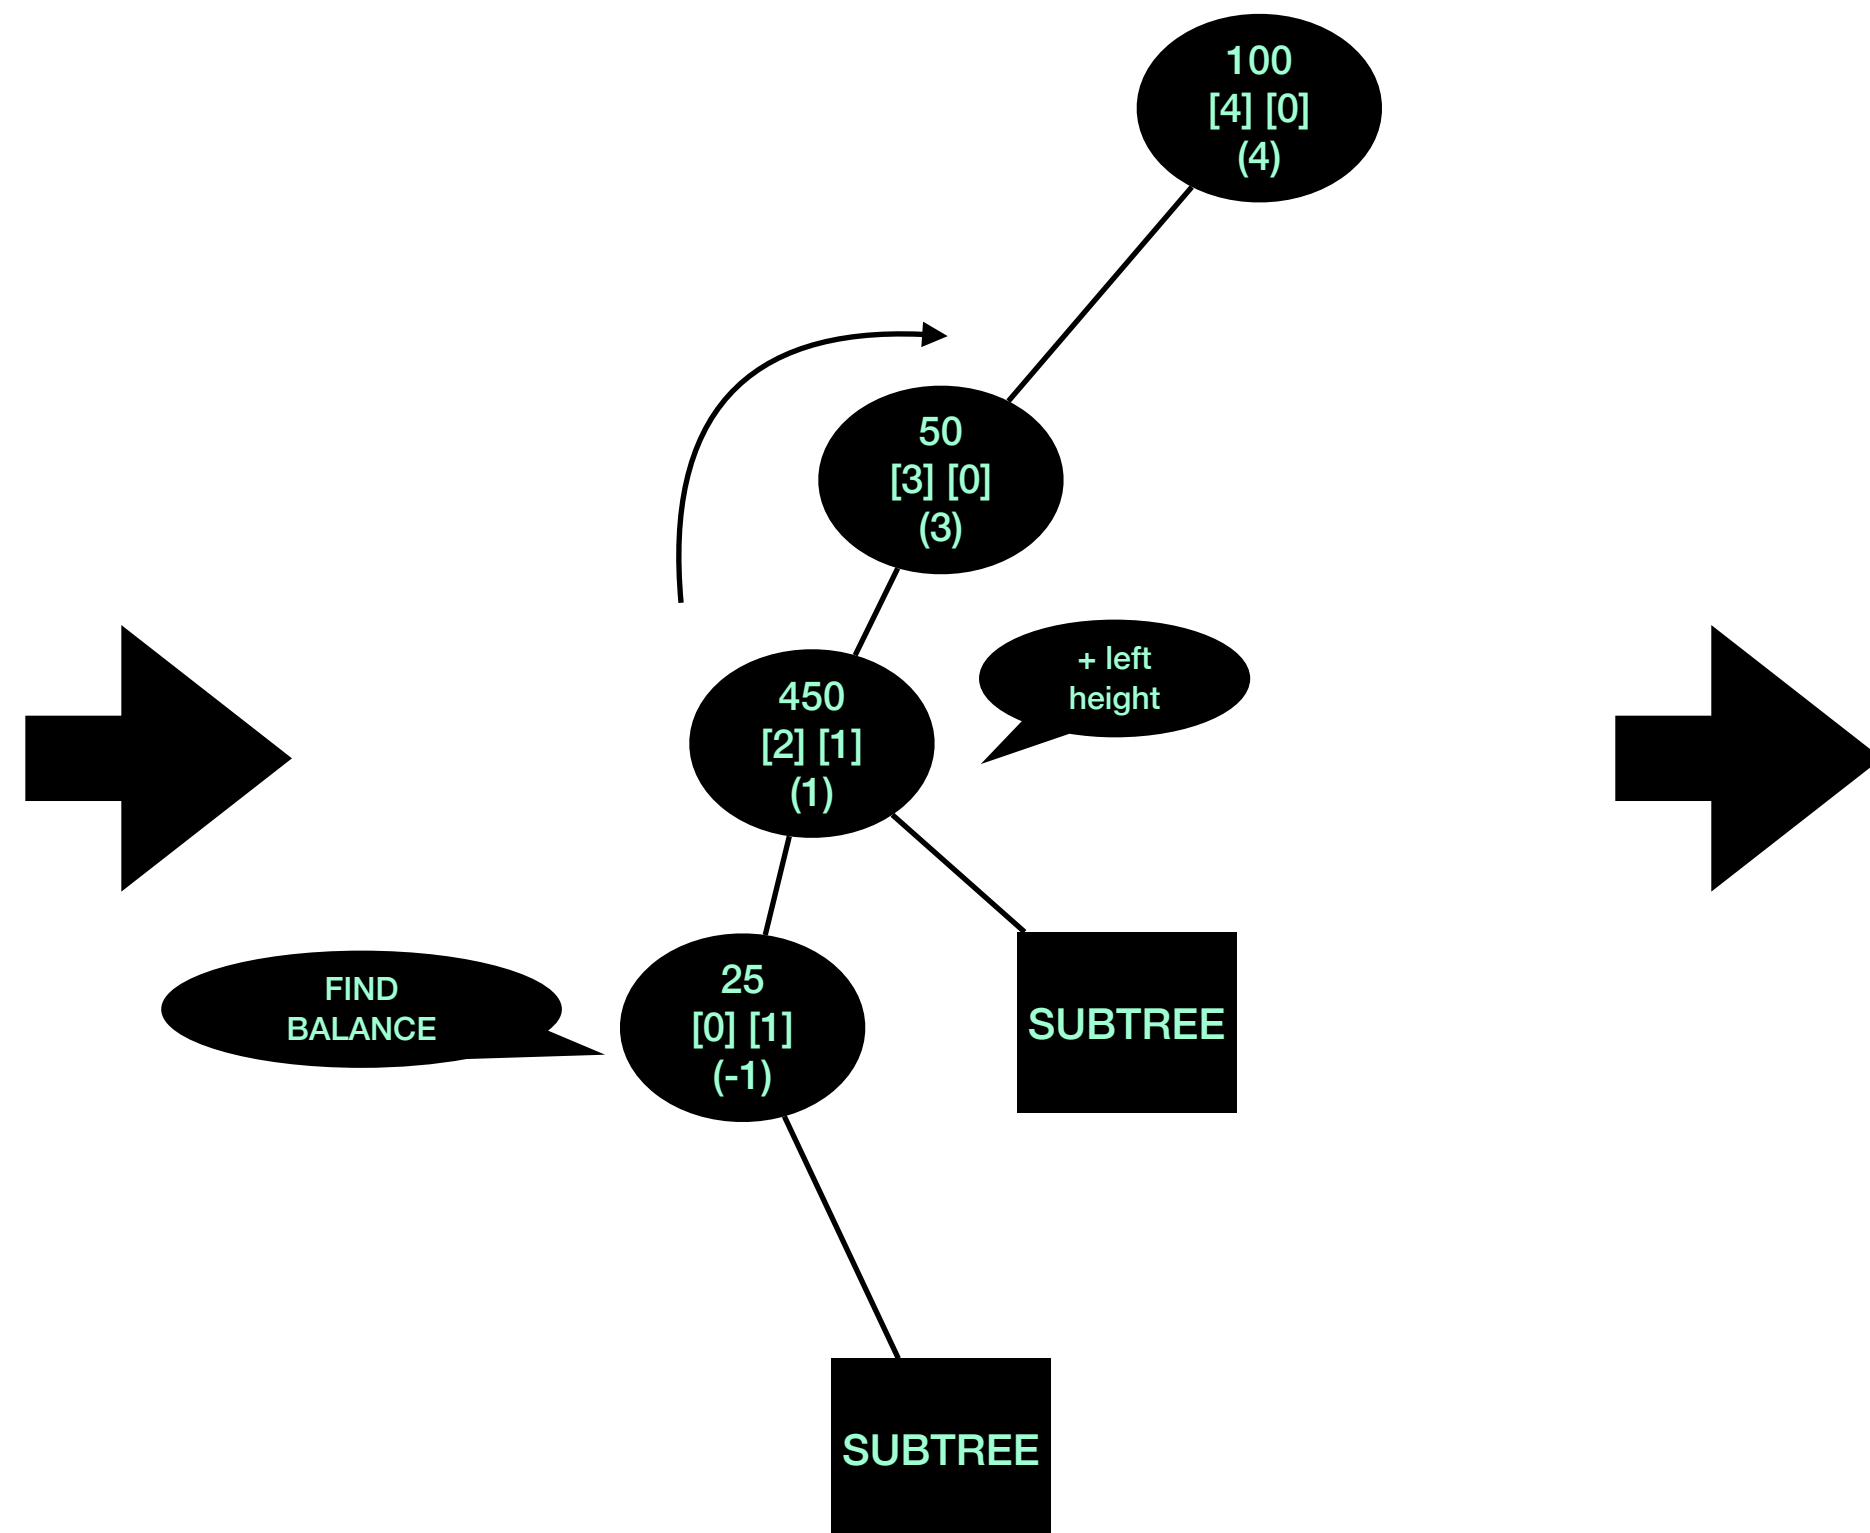 100
[4] [0]
(4)
50
[3] [0]
(3)
+ left
height
450
[2] [1]
(1)
FIND
BALANCE
25
[0] [1]
(-1)
SUBTREE
SUBTREE